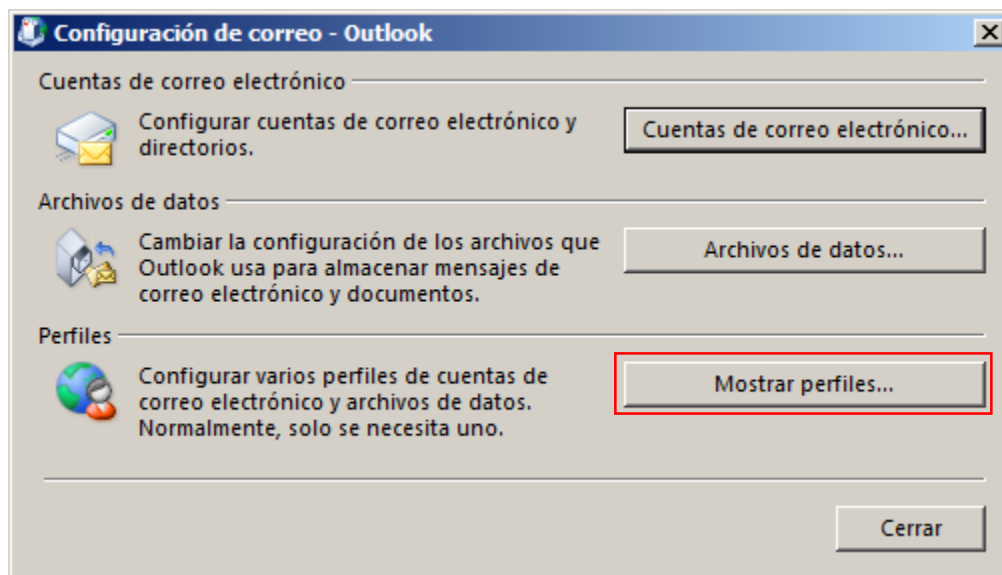 Configuración de correo - Outlook
Cuentas de correo electrónico
Configurar cuentas de correo electrónico y
directorios.
Cuentas de correo electrónico...
Archivos de datos
Cambiar la configuración de los archivos que
Outlook usa para almacenar mensajes de
correo electrónico y documentos.
Archivos de datos...
Perfiles
Configurar varios perfiles de cuentas de
correo electrónico y archivos de datos.
Normalmente, solo se necesita uno.
Mostrar perfiles...
Cerrar